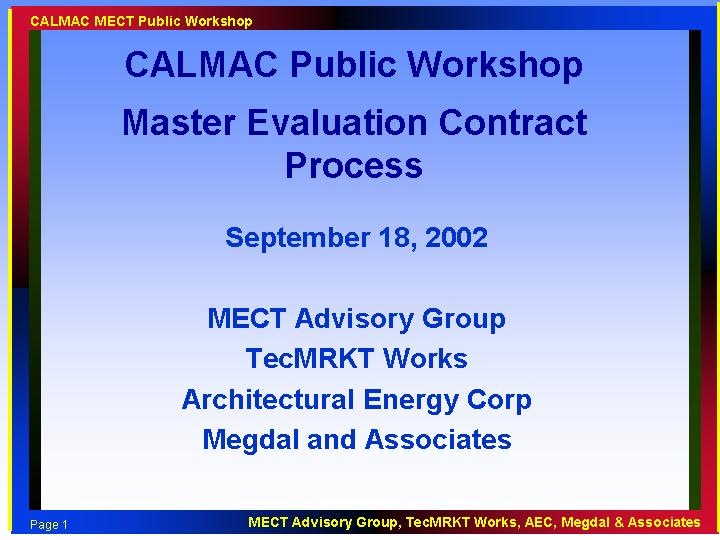 CALMAC MECT Public Workshop
CALMAC Public Workshop
Master Evaluation Contract
Process
September 18, 2002
MECT Advisory Group
TecMRKT Works
Architectural Energy Corp
Megdal and Associates
Page 1
MECT Advisory Group, TecMRKT Works, AEC, Megdal & Associates